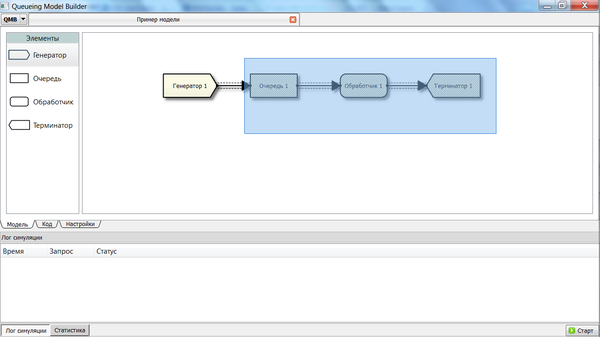 Queueing Model Builder
QMB
Пример модели
Элементы
Генератор
Очередь
Обработчик
Терминатор
Генератор 1
Очередь 1
Обработчик 1
Терминатор 1
Модель
Код
Настройки
Лог симуляции
Время
Запрос
Статус
Лог симуляции
Статистика
Старт